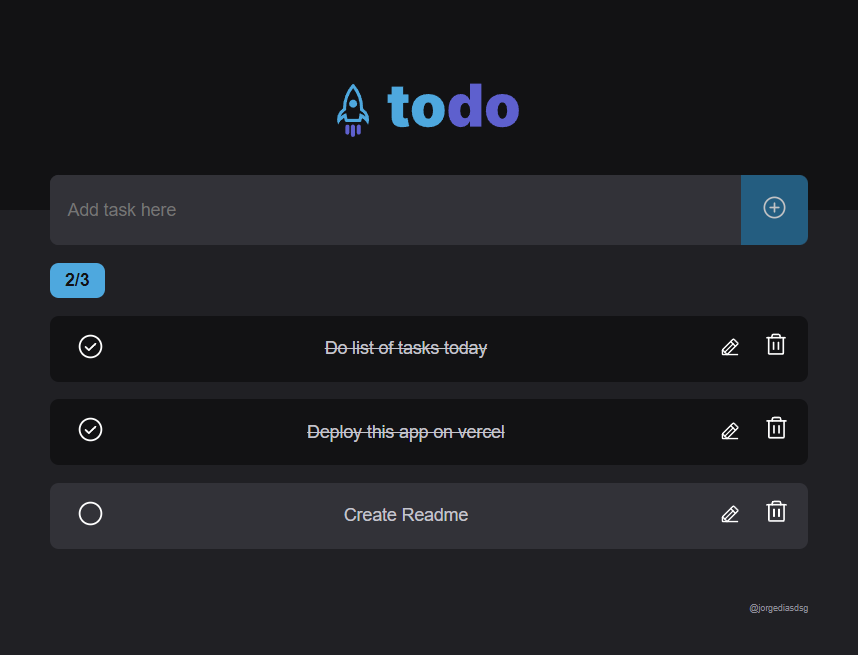 todo
Add task here
2/3
Do list of tasks today
Deploy this app on vercel
Create Readme
@jorgediasdsg